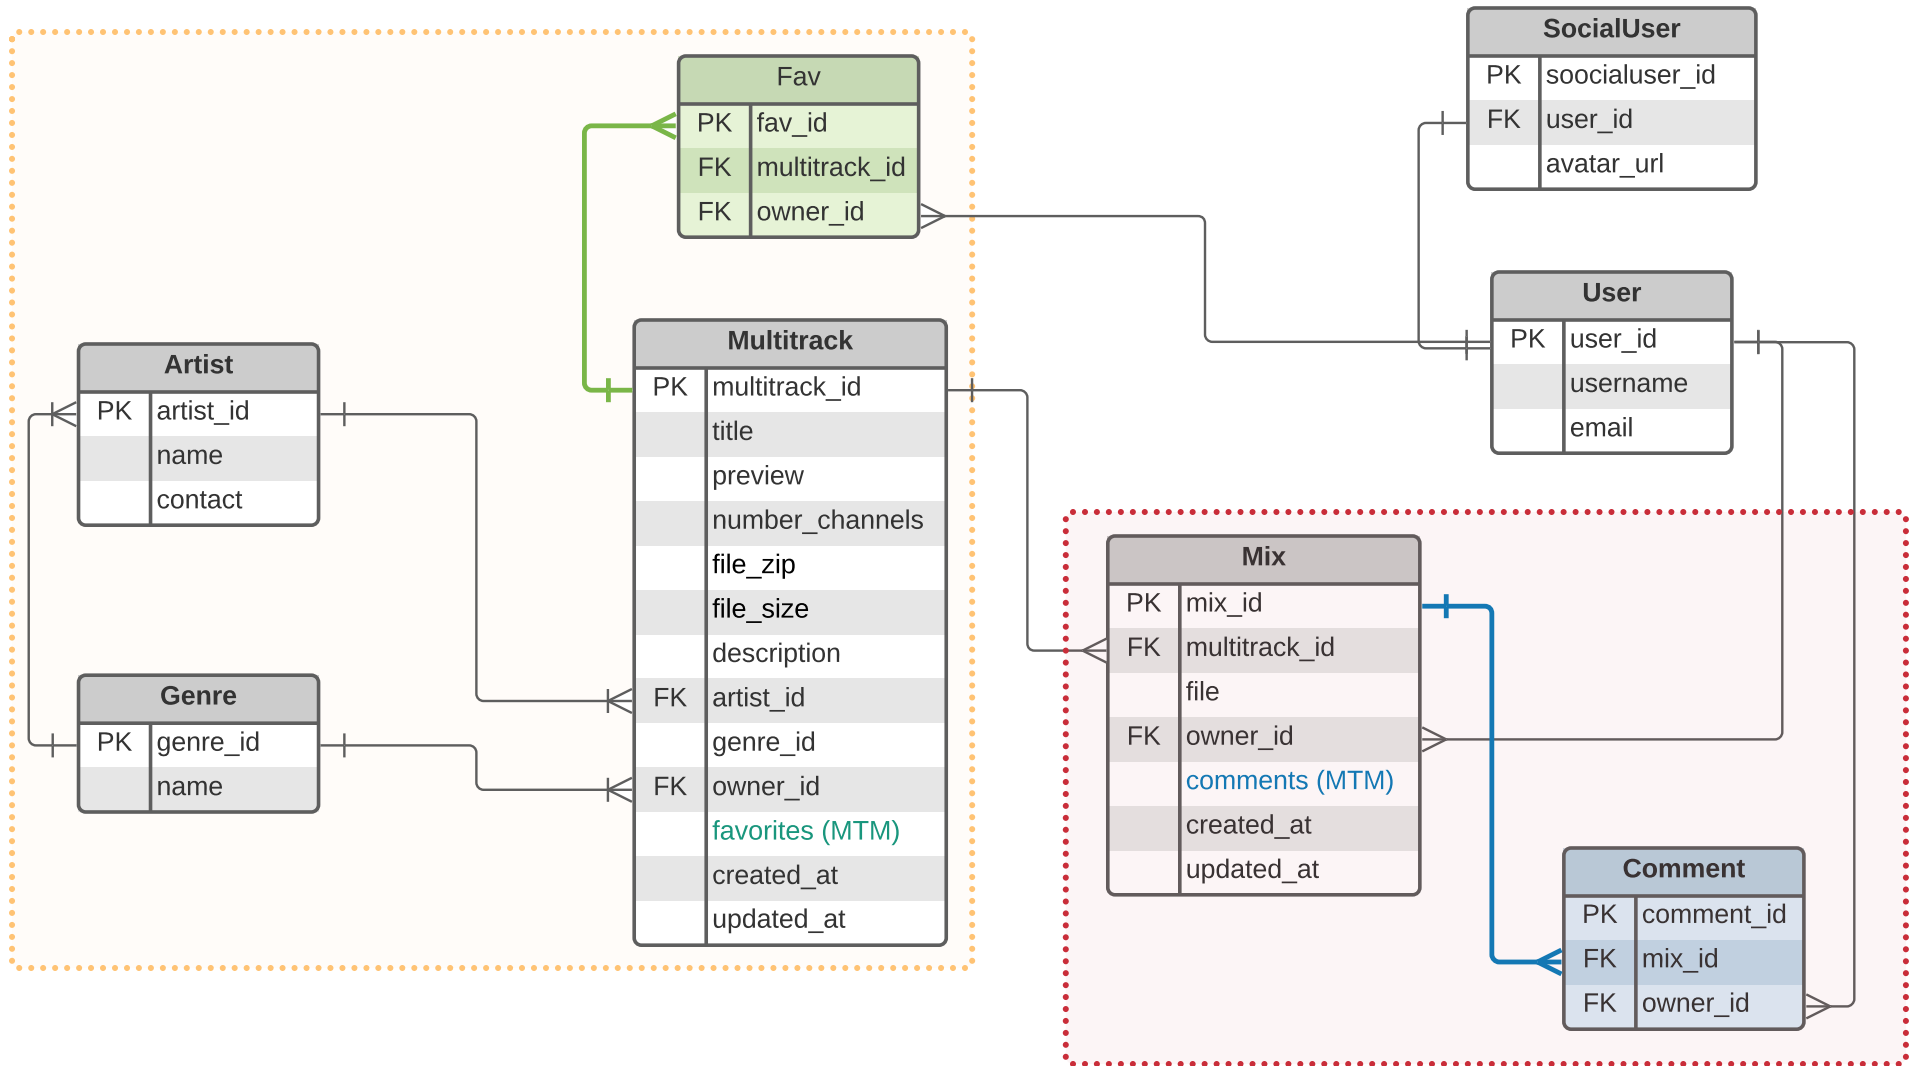 Fav
PK fav_id
FK multitrack_id
FK owner_id
SocialUser
PK soocialuser_id
FK user_id
avatar_url
User
PK user_id
username
email
Artist
PK artist_id
name
contact
Genre
PK genre_id
name
Multitrack
PK multitrack_id
title
preview
number_channels
file_zip
file_size
description
FK artist_id
genre_id
FK owner_id
favorites (MTM)
created_at
updated_at
Mix
PK mix_id
FK multitrack_id
file
FK owner_id
comments (MTM)
created_at
updated_at
Comment
PK comment_id
FK mix_id
FK owner_id